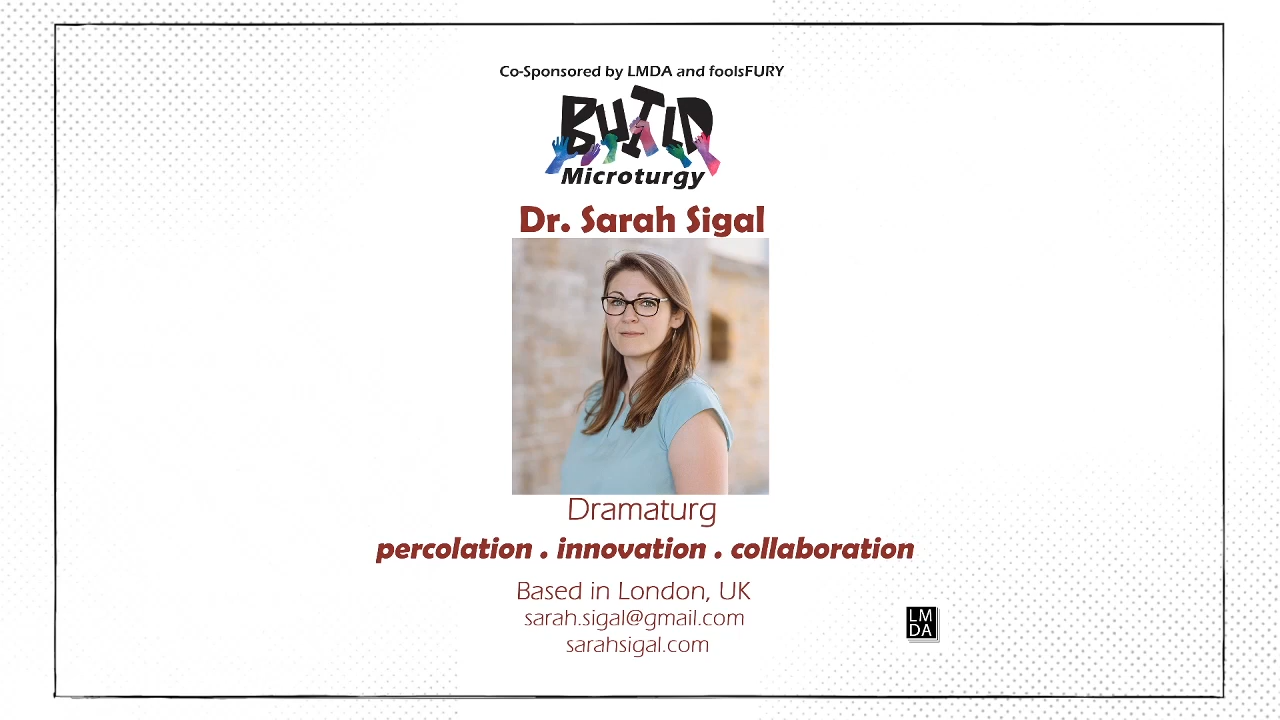 Co-Sponsored by LMDA and foolsFURY
BUILD
Microturgy
Dr. Sarah Sigal
Dramaturg
percolation . innovation . collaboration
Based in London, UK
sarah.sigal@gmail.com
sarahsigal.com
LM
DA